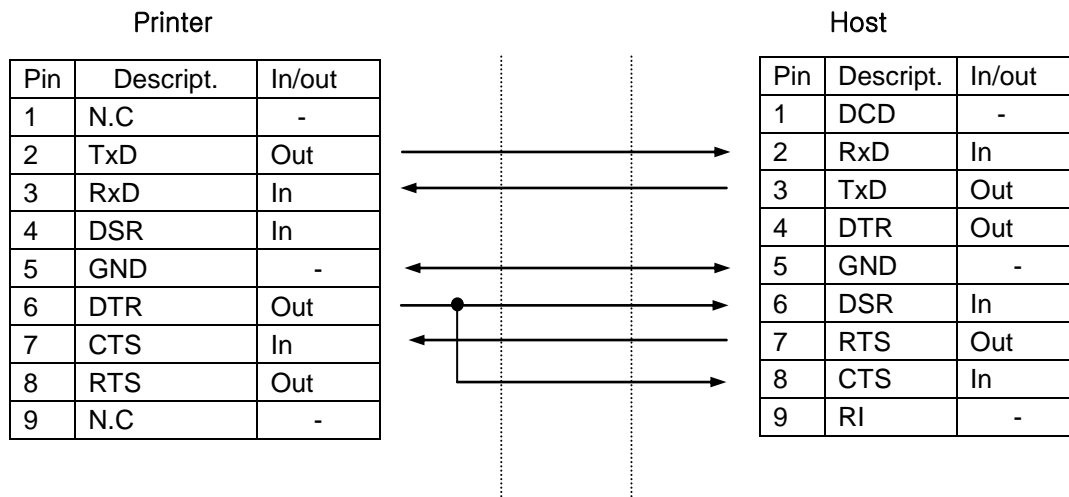 Printer
Pin Descript. In/out
1 N.C -
2 TxD Out
3 RxD In
4 DSR In
5 GND -
6 DTR Out
7 CTS In
8 RTS Out
9 N.C -
Host
Pin Descript. In/out
1 DCD -
2 RxD In
3 TxD Out
4 DTR Out
5 GND -
6 DSR In
7 RTS Out
8 CTS In
9 RI -